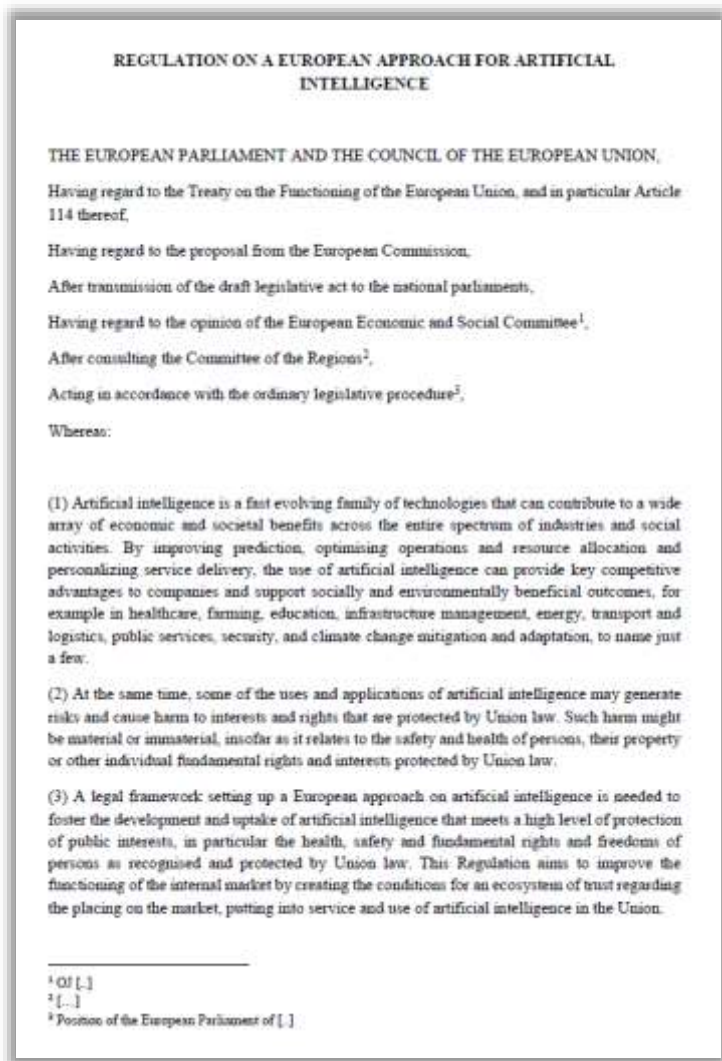 REGULATION ON A EUROPEAN APPROACH FOR ARTIFICIAL
INTELLIGENCE
THE EUROPEAN PARLIAMENT AND THE COUNCIL OF THE EUROPEAN UNION,
Having regard to the Treaty on the Functioning of the European Union, and in particular Article
114 thereof,
Having regard to the proposal from the European Commission,
After transmission of the draft legislative act to the national parliaments,
Having regard to the opinion of the European Economic and Social Committee¹,
After consulting the Committee of the Regions²,
Acting in accordance with the ordinary legislative procedure³,
Whereas:
(1) Artificial intelligence is a fast evolving family of technologies that can contribute to a wide
array of economic and societal benefits across the entire spectrum of industries and social
activities. By improving prediction, optimising operations and resource allocation and
personalizing service delivery, the use of artificial intelligence can provide key competitive
advantages to companies and support socially and environmentally beneficial outcomes, for
example in healthcare, farming, education, infrastructure management, energy, transport and
logistics, public services, security, and climate change mitigation and adaptation, to name just
a few.
(2) At the same time, some of the uses and applications of artificial intelligence may generate
risks and cause harm to interests and rights that are protected by Union law. Such harm might
be material or immaterial, insofar as it relates to the safety and health of persons, their property
or other individual fundamental rights and interests protected by Union law.
(3) A legal framework setting up a European approach on artificial intelligence is needed to
foster the development and uptake of artificial intelligence that meets a high level of protection
of public interests, in particular the health, safety and fundamental rights and freedoms of
persons as recognised and protected by Union law. This Regulation aims to improve the
functioning of the internal market by creating the conditions for an ecosystem of trust regarding
the placing on the market, putting into service and use of artificial intelligence in the Union.
¹ OJ [..]
² [...]
³ Position of the European Parliament of [..]